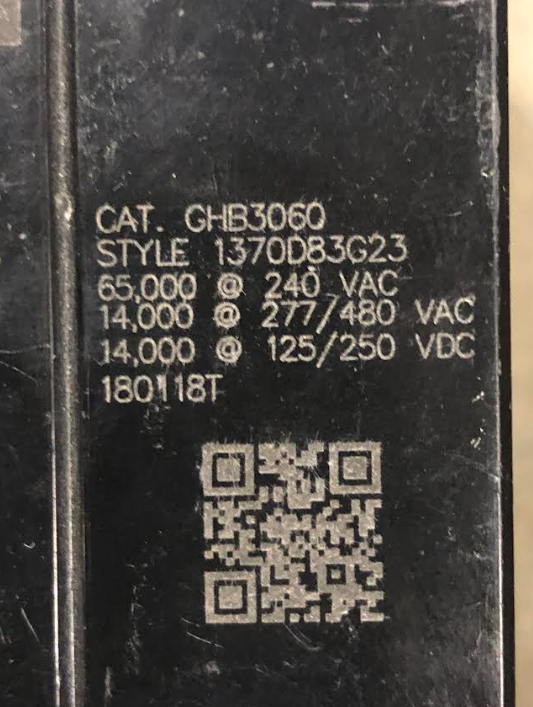 CAT. GHB3060
STYLE 1370D83G23
65,000 @ 240 VAC
14,000 @ 277/480 VAC
14,000 @ 125/250 VDC
180118T